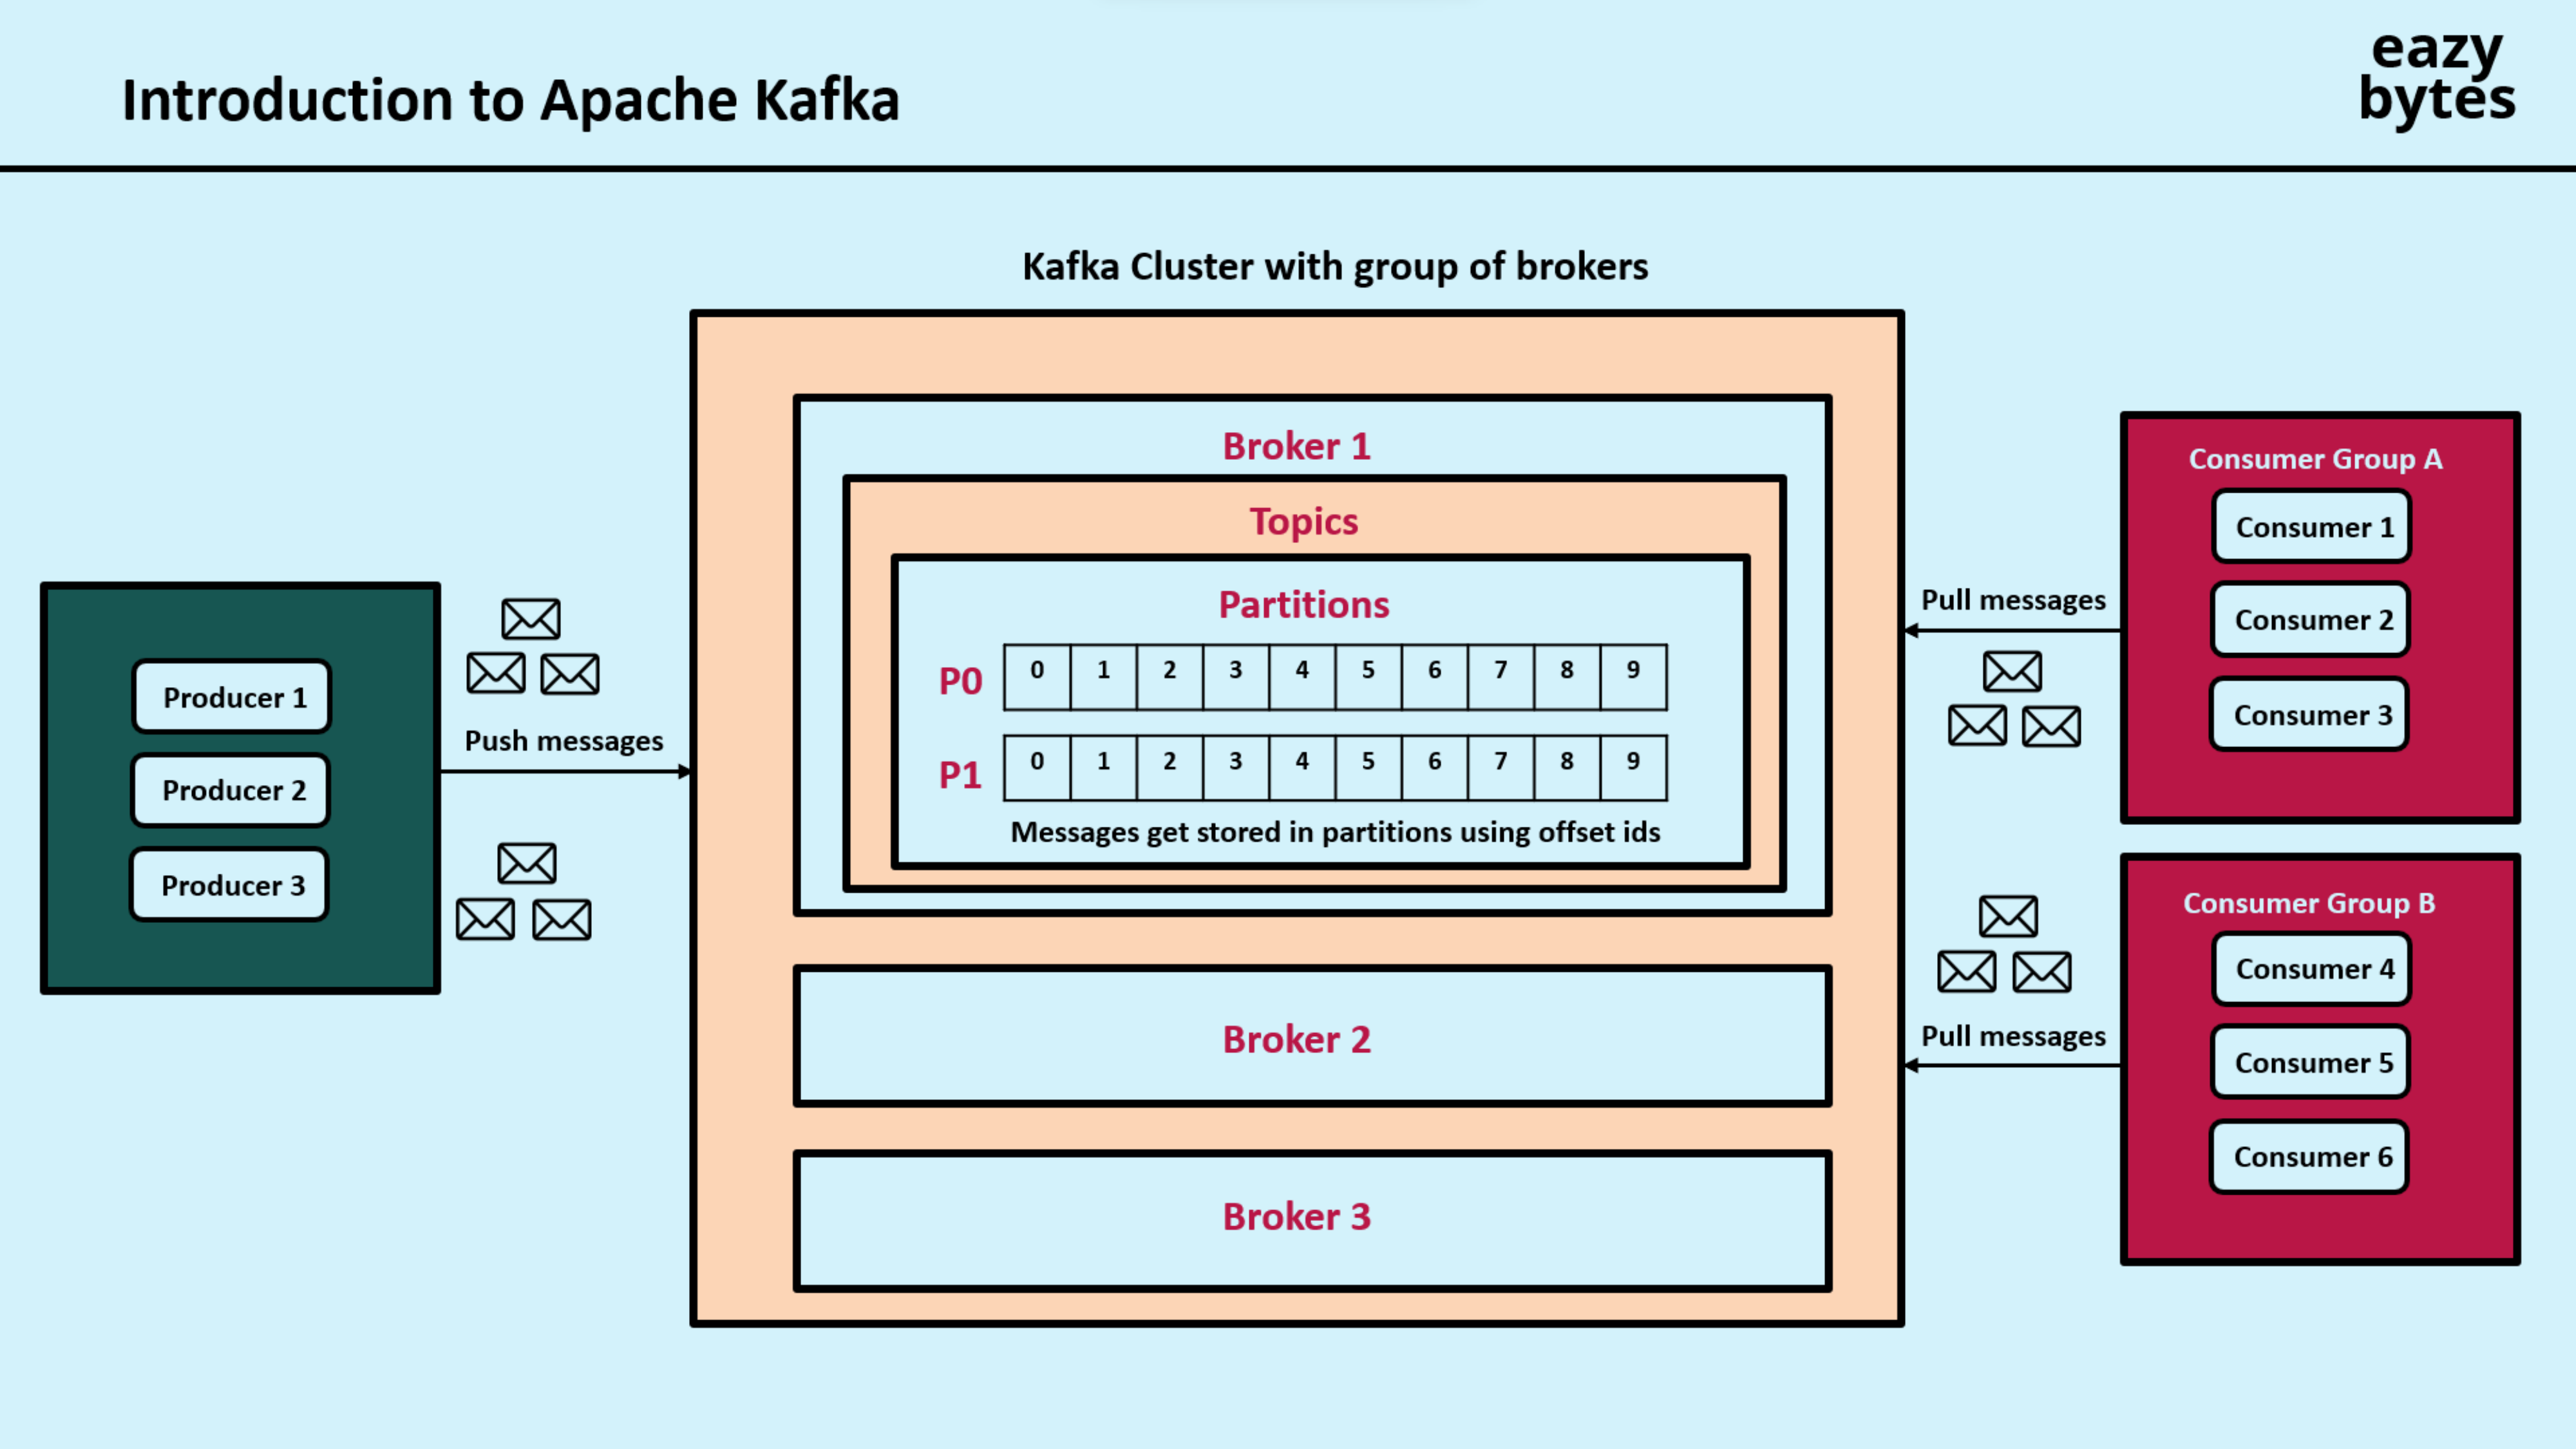 Introduction to Apache Kafka
eazy
bytes
Kafka Cluster with group of brokers
Producer 1
Producer 2
Producer 3
Push messages
Broker 1
Topics
Partitions
P0 0 1 2 3 4 5 6 7 8 9
P1 0 1 2 3 4 5 6 7 8 9
Messages get stored in partitions using offset ids
Broker 2
Broker 3
Pull messages
Consumer Group A
Consumer 1
Consumer 2
Consumer 3
Pull messages
Consumer Group B
Consumer 4
Consumer 5
Consumer 6